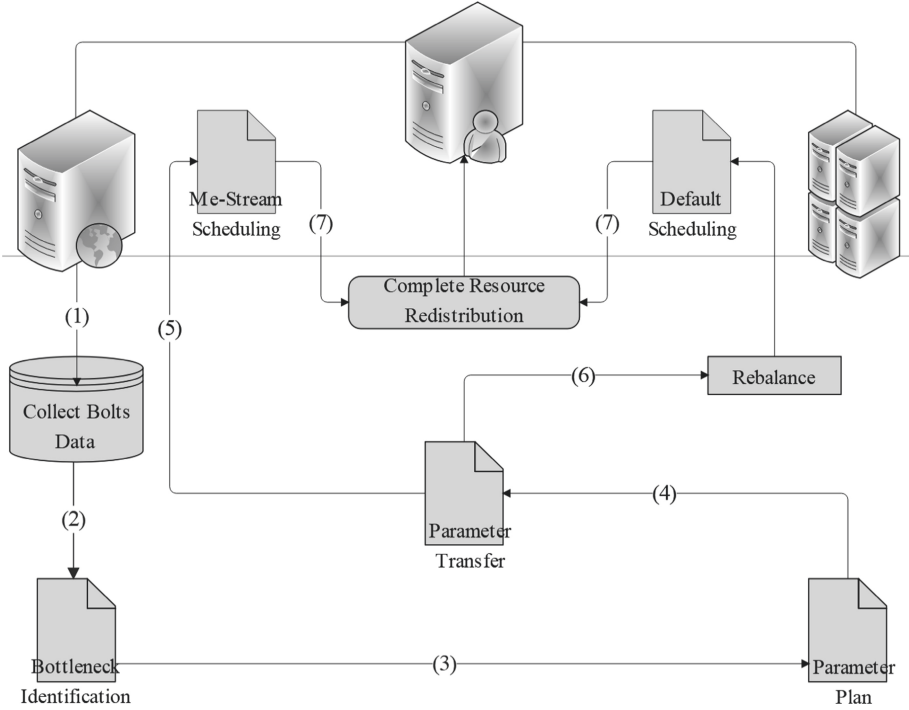 Me-Stream
Scheduling
Default
Scheduling
(7)
(7)
Complete Resource
Redistribution
(1)
(5)
(6)
Rebalance
Collect Bolts
Data
(4)
(2)
Parameter
Transfer
Bottleneck
Identification
(3)
Parameter
Plan